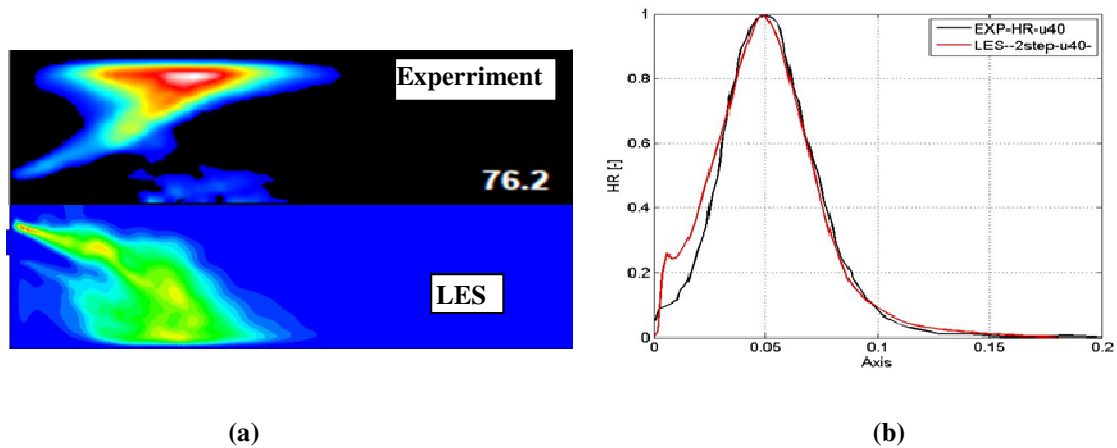 Experriment
76.2
LES
(a)
EXP-HR-u40
LES--2step-u40-
HR [-]
1
0.8
0.6
0.4
0.2
0
0
0.05
0.1
0.15
0.2
Axis
(b)